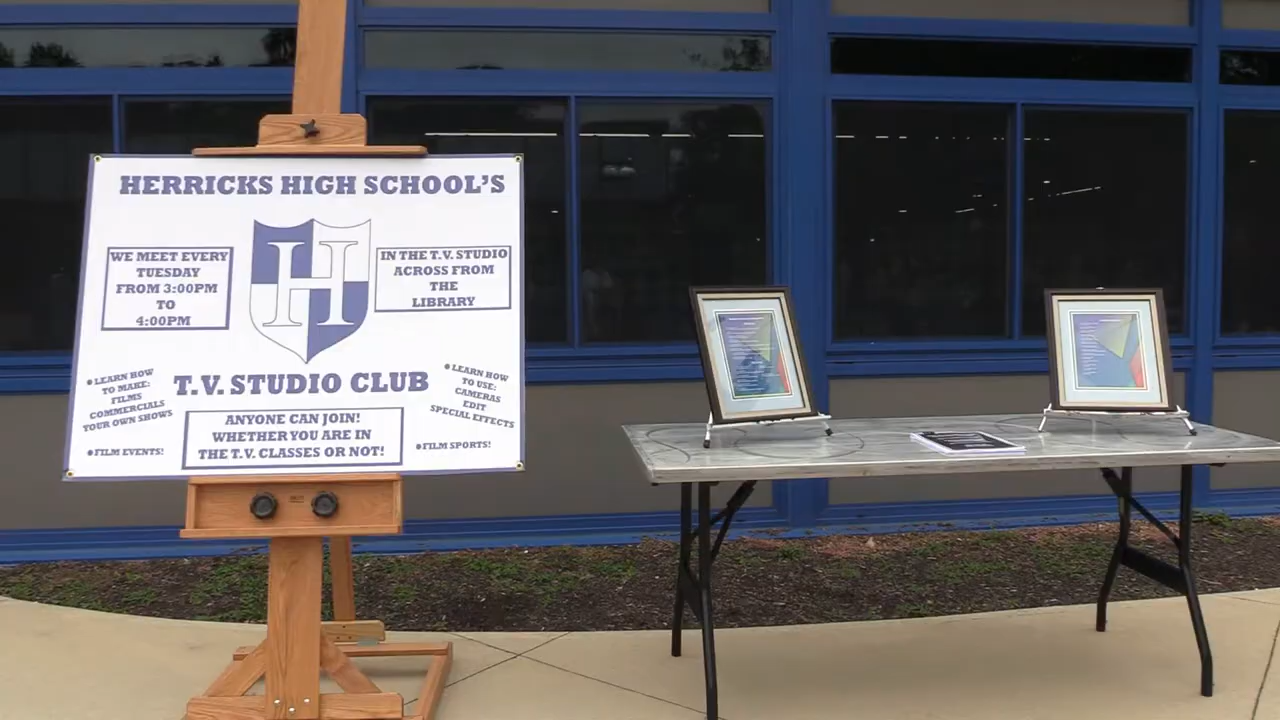 HERRICKS HIGH SCHOOL'S
WE MEET EVERY
TUESDAY
FROM 3:00PM
TO
4:00PM
H
IN THE T.V. STUDIO
ACROSS FROM
THE
LIBRARY
T.V. STUDIO CLUB
•LEARN HOW
TO MAKE:
FILMS
COMMERCIALS
YOUR OWN SHOWS
•LEARN HOW
TO USE:
CAMERAS
EDIT
SPECIAL EFFECTS
ANYONE CAN JOIN!
WHETHER YOU ARE IN
THE T.V. CLASSES OR NOT!
•FILM EVENTS!
•FILM SPORTS!